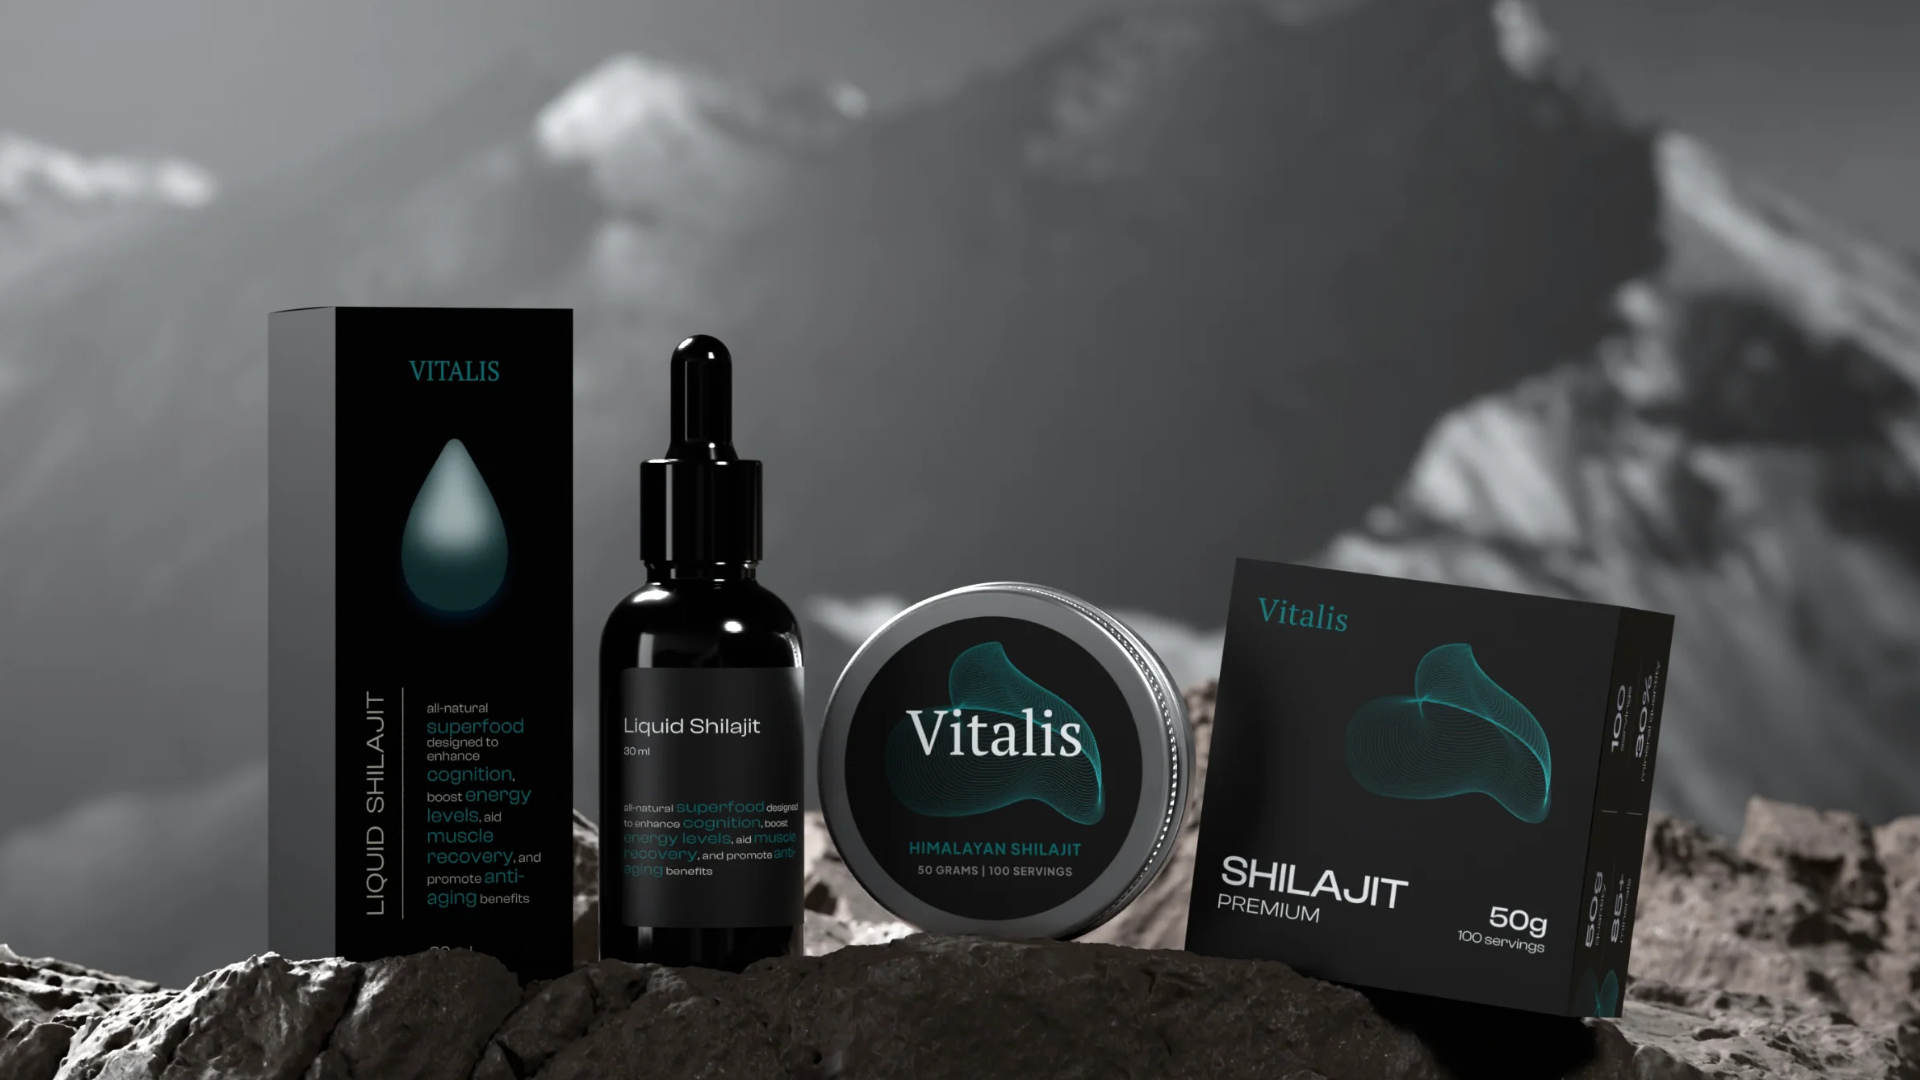 VITALIS
LIQUID SHILAJIT
all-natural
superfood
designed to
enhance
cognition,
boost energy
levels, aid
muscle
recovery, and
promote anti-
aging benefits
Liquid Shilajit
30 ml
all-natural superfood designed
to enhance cognition, boost
energy levels, aid muscle
recovery, and promote anti-
aging benefits
Vitalis
HIMALAYAN SHILAJIT
50 GRAMS | 100 SERVINGS
Vitalis
SHILAJIT
PREMIUM
50g
100 servings
100
servings
50g
85+
minerals